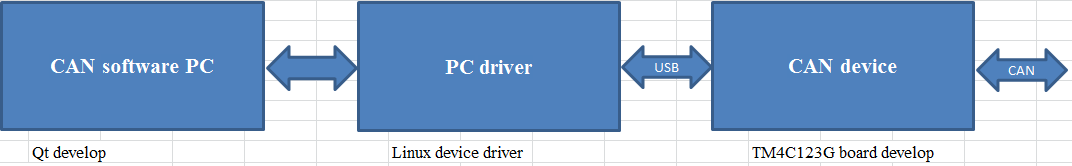 CAN software PC
PC driver
USB
CAN device
CAN
Qt develop
Linux device driver
TM4C123G board develop